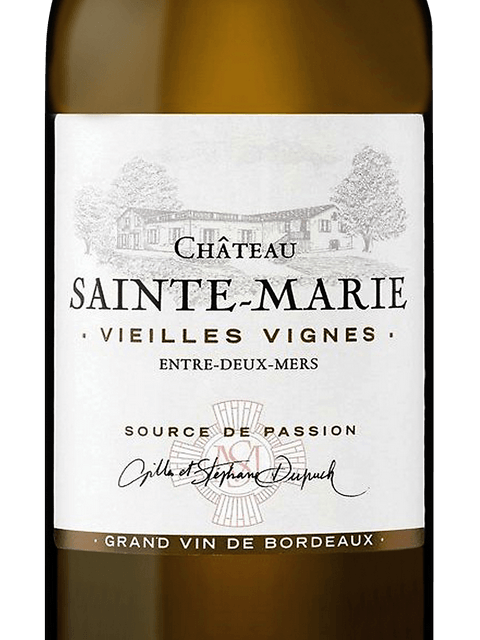 CHÂTEAU
SAINTE-MARIE
· VIEILLES VIGNES ·
ENTRE-DEUX-MERS
SOURCE DE PASSION
Gilles et Stéphane Dupuch
· GRAND VIN DE BORDEAUX ·